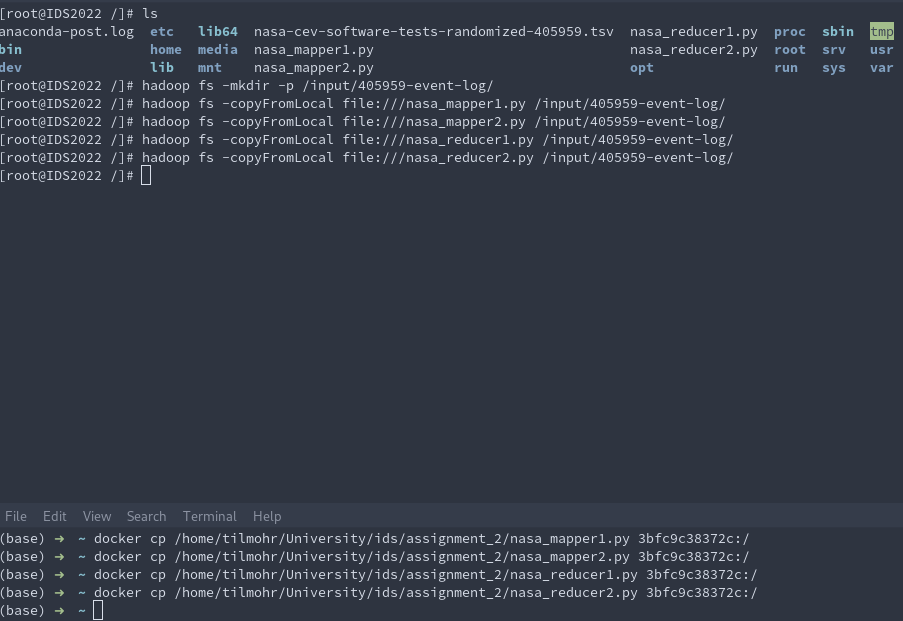 [root@IDS2022 /]# ls
anaconda-post.log  etc   lib64  nasa-cev-software-tests-randomized-405959.tsv  nasa_reducer1.py  proc  sbin  tmp
bin                home  media  nasa_mapper1.py                                nasa_reducer2.py  root  srv   usr
dev                lib   mnt    nasa_mapper2.py                                opt               run   sys   var
[root@IDS2022 /]# hadoop fs -mkdir -p /input/405959-event-log/
[root@IDS2022 /]# hadoop fs -copyFromLocal file:///nasa_mapper1.py /input/405959-event-log/
[root@IDS2022 /]# hadoop fs -copyFromLocal file:///nasa_mapper2.py /input/405959-event-log/
[root@IDS2022 /]# hadoop fs -copyFromLocal file:///nasa_reducer1.py /input/405959-event-log/
[root@IDS2022 /]# hadoop fs -copyFromLocal file:///nasa_reducer2.py /input/405959-event-log/
[root@IDS2022 /]#
File Edit View Search Terminal Help
(base) ➜ ~ docker cp /home/tilmohr/University/ids/assignment_2/nasa_mapper1.py 3bfc9c38372c:/
(base) ➜ ~ docker cp /home/tilmohr/University/ids/assignment_2/nasa_mapper2.py 3bfc9c38372c:/
(base) ➜ ~ docker cp /home/tilmohr/University/ids/assignment_2/nasa_reducer1.py 3bfc9c38372c:/
(base) ➜ ~ docker cp /home/tilmohr/University/ids/assignment_2/nasa_reducer2.py 3bfc9c38372c:/
(base) ➜ ~